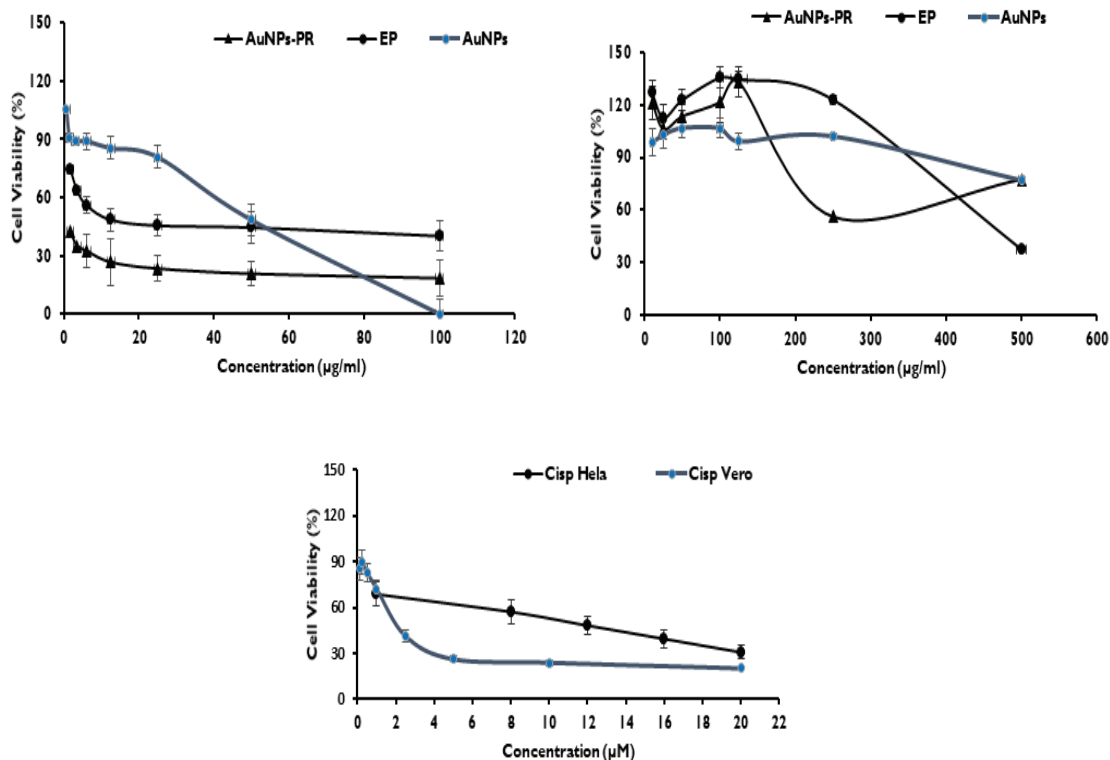 AuNPs-PR EP AuNPs
150
120
90
60
30
0
Cell Viability (%)
0 20 40 60 80 100 120
Concentration (µg/ml)
AuNPs-PR EP AuNPs
150
120
90
60
30
0
Cell Viability (%)
0 100 200 300 400 500 600
Concentration (µg/ml)
Cisp Hela Cisp Vero
150
120
90
60
30
0
Cell Viability (%)
0 2 4 6 8 10 12 14 16 18 20 22
Concentration (µM)